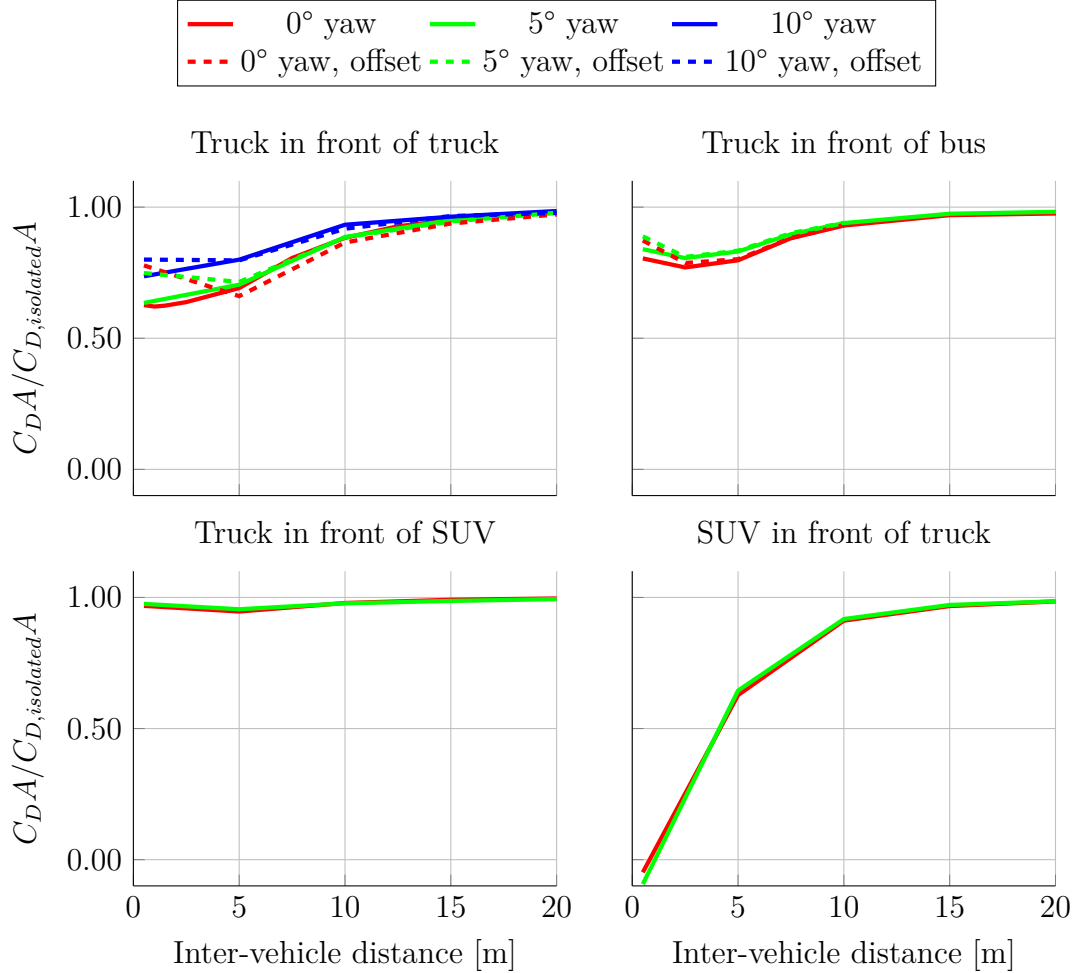 0° yaw 5° yaw 10° yaw
0° yaw, offset 5° yaw, offset 10° yaw, offset
Truck in front of truck Truck in front of bus
1.00
0.50
0.00
C_D A/C_{D,isolated} A
Truck in front of SUV SUV in front of truck
1.00
0.50
0.00
C_D A/C_{D,isolated} A
0 5 10 15 20 0 5 10 15 20
Inter-vehicle distance [m] Inter-vehicle distance [m]